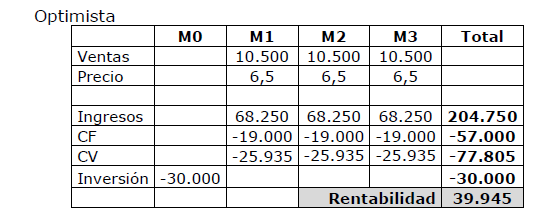 Optimista
M0 M1 M2 M3 Total
Ventas 10.500 10.500 10.500
Precio 6,5 6,5 6,5
Ingresos 68.250 68.250 68.250 204.750
CF -19.000 -19.000 -19.000 -57.000
CV -25.935 -25.935 -25.935 -77.805
Inversión -30.000 -30.000
Rentabilidad 39.945